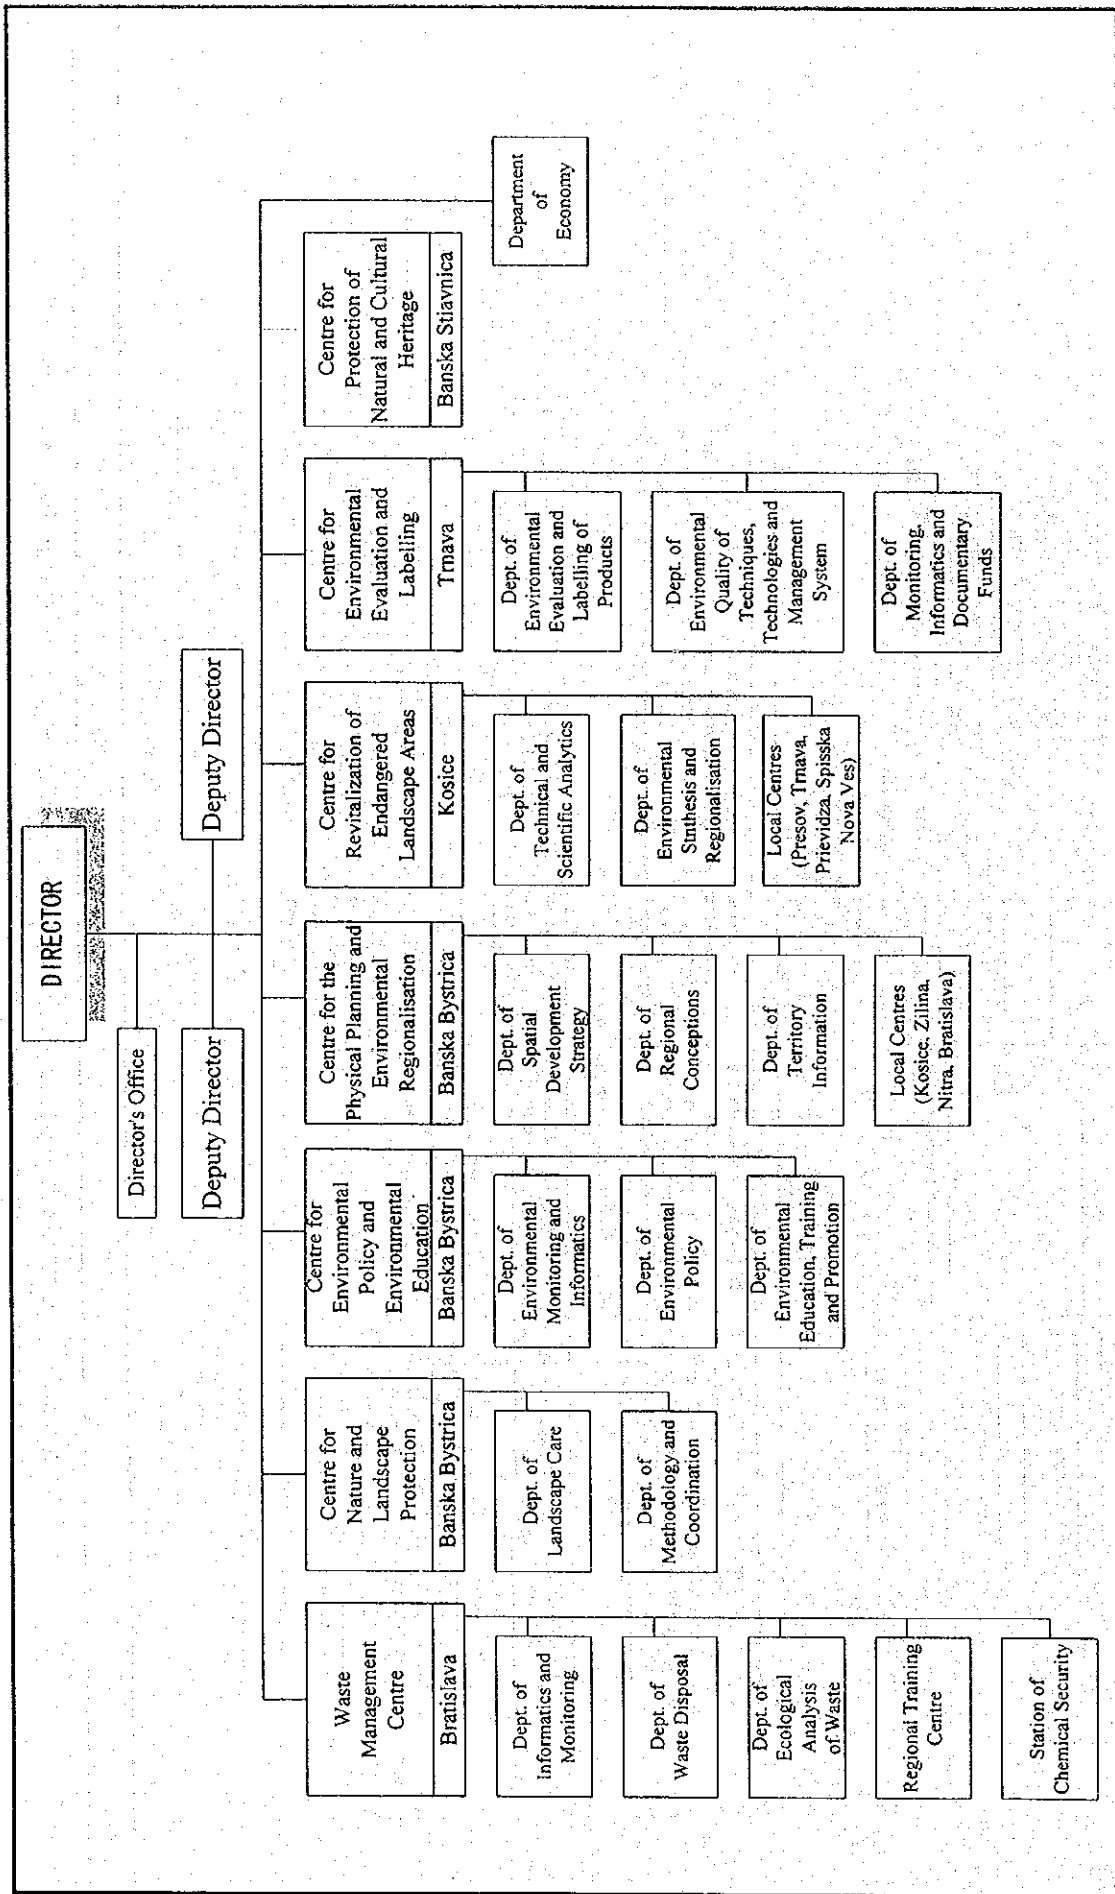 DIRECTOR
Director's Office
Deputy Director
Deputy Director
Waste
Management
Centre
Bratislava
Dept. of
Informatics and
Monitoring
Dept. of
Waste Disposal
Dept. of
Ecological
Analysis
of Waste
Regional Training
Centre
Station of
Chemical Security
Centre for
Nature and
Landscape
Protection
Banska Bystrica
Dept. of
Landscape Care
Dept. of
Methodology and
Coordination
Centre for
Environmental
Policy and
Environmental
Education
Banska Bystrica
Dept. of
Environmental
Monitoring and
Informatics
Dept. of
Environmental
Policy
Dept. of
Environmental
Education, Training
and Promotion
Centre for the
Physical Planning and
Environmental
Regionalisation
Banska Bystrica
Dept. of
Spatial
Development
Strategy
Dept. of
Regional
Conceptions
Dept. of
Territory
Information
Local Centres
(Kosice, Zilina,
Nitra, Bratislava)
Centre for
Revitalization of
Endangered
Landscape Areas
Kosice
Dept. of
Technical and
Scientific Analytics
Dept. of
Environmental
Stnthesis and
Regionalisation
Local Centres
(Presov, Trnava,
Prievidza, Spisska
Nova Ves)
Centre for
Environmental
Evaluation and
Labelling
Trnava
Dept. of
Environmental
Evaluation and
Labelling of
Products
Dept. of
Environmental
Quality of
Techniques,
Technologies and
Management
System
Dept. of
Monitoring,
Informatics and
Documentary
Funds
Centre for
Protection of
Natural and Cultural
Heritage
Banska Stiavnica
Department
of
Economy